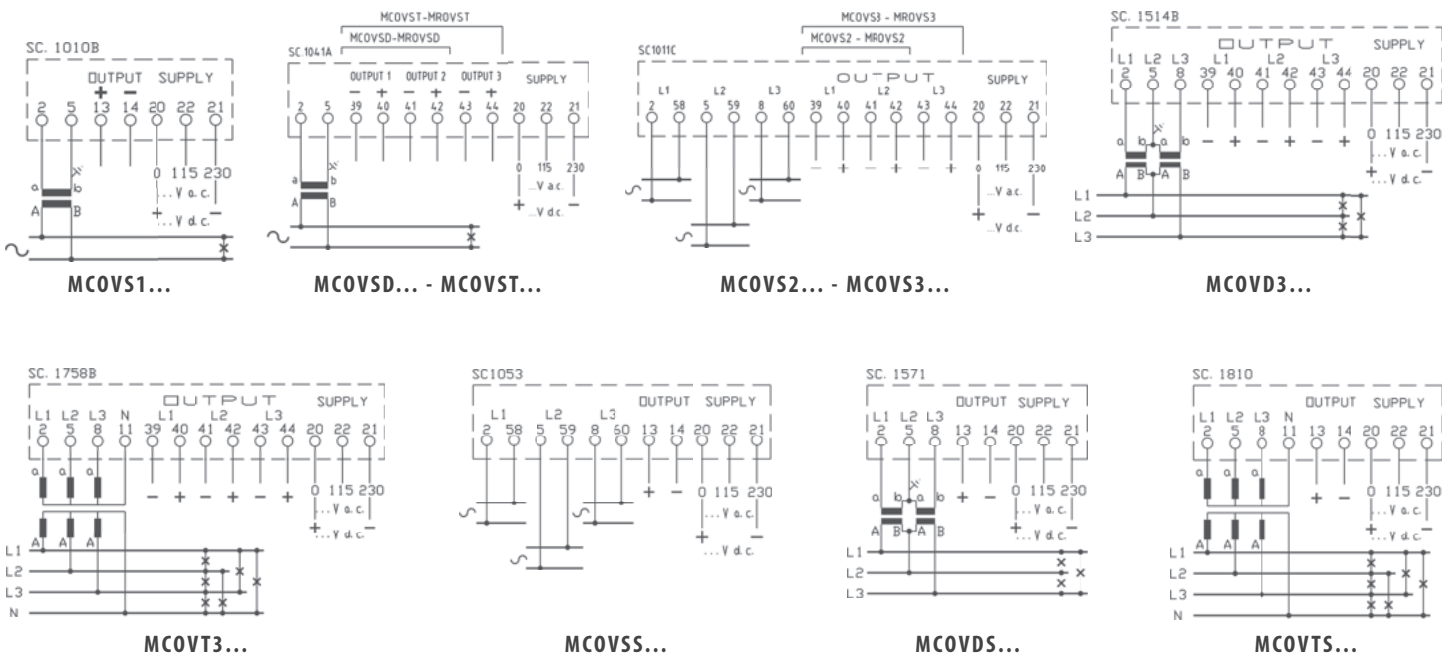 SC. 1010B
OUTPUT SUPPLY
+ −
2 5 13 14 20 22 21
a b
0 115 230
...V a.c.
A B
+ −
...V d.c.
MCOVS1...
MCOVST-MROVST
MCOVSD-MROVSD
SC.1041A
OUTPUT 1 OUTPUT 2 OUTPUT 3 SUPPLY
− + − + − +
2 5 39 40 41 42 43 44 20 22 21
0 115 230
a b
...V a.c.
A B
+ −
...V d.c.
MCOVSD... - MCOVST...
MCOVS3 - MROVS3
MCOVS2 - MROVS2
SC1011C
OUTPUT SUPPLY
L1 L2 L3 L1 L2 L3
2 58 5 59 8 60 39 40 41 42 43 44 20 22 21
− + − + − +
0 115 230
...V a.c.
+ −
...V d.c.
MCOVS2... - MCOVS3...
SC. 1514B
OUTPUT SUPPLY
L1 L2 L3 L1 L2 L3
2 5 8 39 40 41 42 43 44 20 22 21
− + − + − +
0 115 230
a b a b
...V a.c.
A B A B
+ −
...V d.c.
L1
L2
L3
MCOVD3...
SC. 1758B
OUTPUT SUPPLY
L1 L2 L3 N L1 L2 L3
2 5 8 11 39 40 41 42 43 44 20 22 21
a a a
− + − + − +
0 115 230
...V a.c.
+ −
...V d.c.
A A A
L1
L2
L3
N
MCOVT3...
SC1053
OUTPUT SUPPLY
L1 L2 L3
2 58 5 59 8 60 13 14 20 22 21
+ −
0 115 230
...V a.c.
+ −
...V d.c.
MCOVSS...
SC. 1571
OUTPUT SUPPLY
L1 L2 L3
2 5 8 13 14 20 22 21
+ −
0 115 230
a b a b
...V a.c.
A B A B
+ −
...V d.c.
L1
L2
L3
MCOVDS...
SC. 1810
OUTPUT SUPPLY
L1 L2 L3 N
2 5 8 11 13 14 20 22 21
a a a
+ −
0 115 230
...V a.c.
+ −
...V d.c.
A A A
L1
L2
L3
N
MCOVTS...